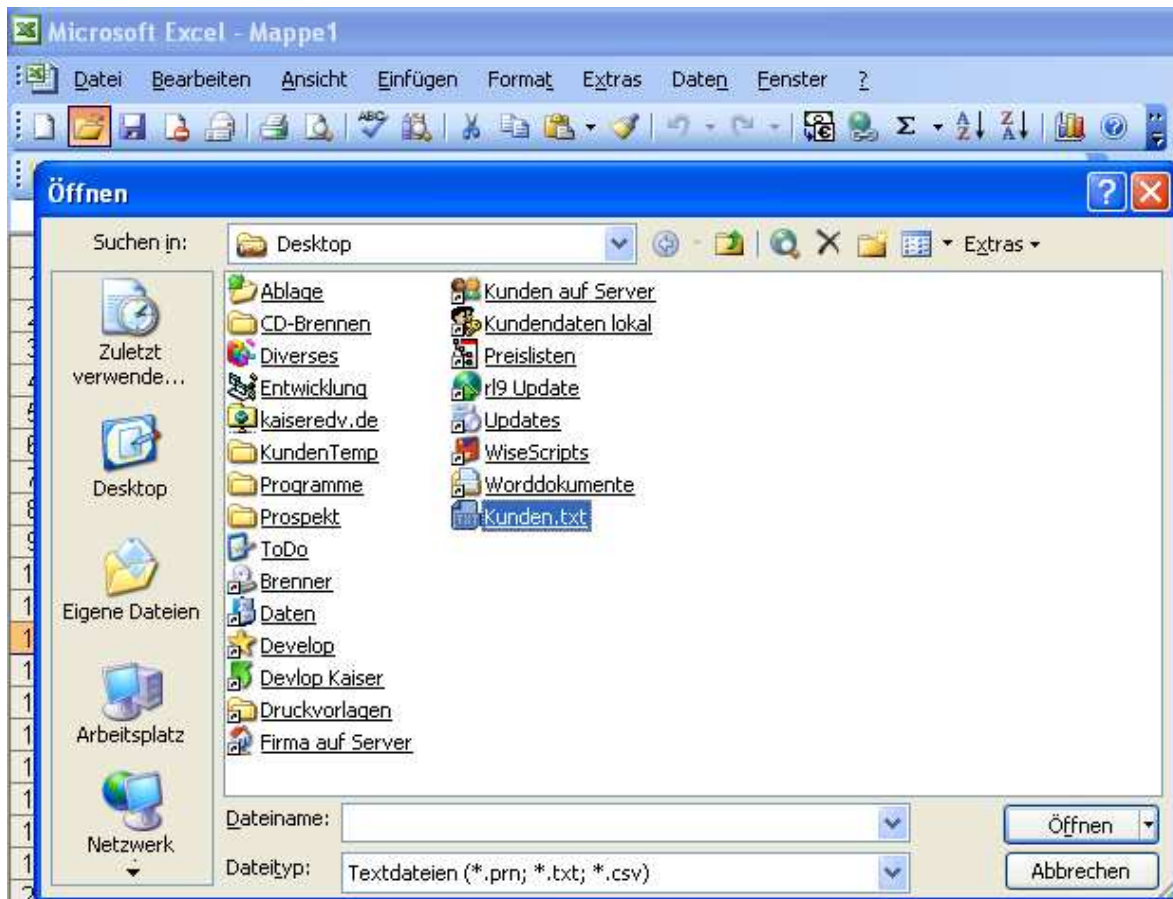 Microsoft Excel - Mappe1
Datei Bearbeiten Ansicht Einfügen Format Extras Daten Fenster ?
Öffnen
Suchen in: Desktop Extras
Zuletzt verwende...
Desktop
Eigene Dateien
Arbeitsplatz
Netzwerk
Ablage
CD-Brennen
Diverses
Entwicklung
kaiseredv.de
KundenTemp
Programme
Prospekt
ToDo
Brenner
Daten
Develop
Devlop Kaiser
Druckvorlagen
Firma auf Server
Kunden auf Server
Kundendaten lokal
Preislisten
rl9 Update
Updates
WiseScripts
Worddokumente
Kunden.txt
Dateiname: Öffnen
Dateityp: Textdateien (*.prn; *.txt; *.csv) Abbrechen